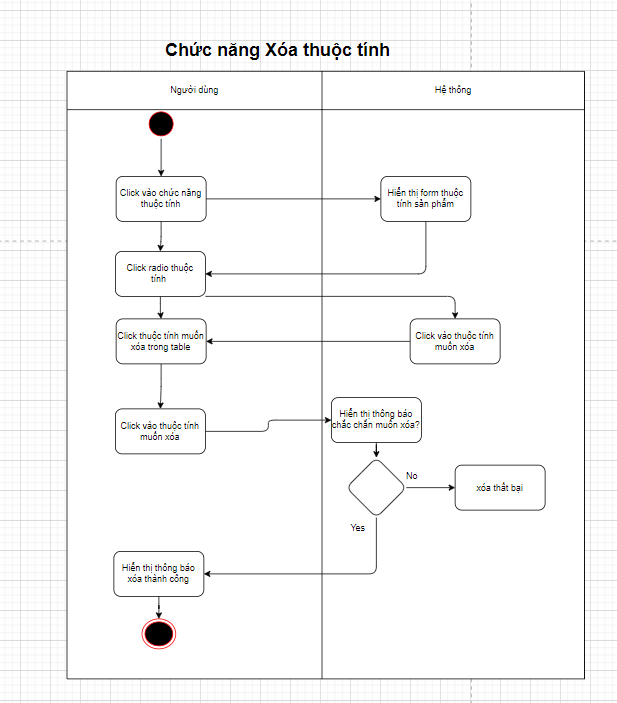 Chức năng Xóa thuộc tính
Người dùng
Hệ thống
Click vào chức năng
thuộc tính
Hiển thị form thuộc
tính sản phẩm
Click radio thuộc
tính
Click thuộc tính muốn
xóa trong table
Click vào thuộc tính
muốn xóa
Click vào thuộc tính
muốn xóa
Hiển thị thông báo
chắc chắn muốn xóa?
No
xóa thất bại
Yes
Hiển thị thông báo
xóa thành công